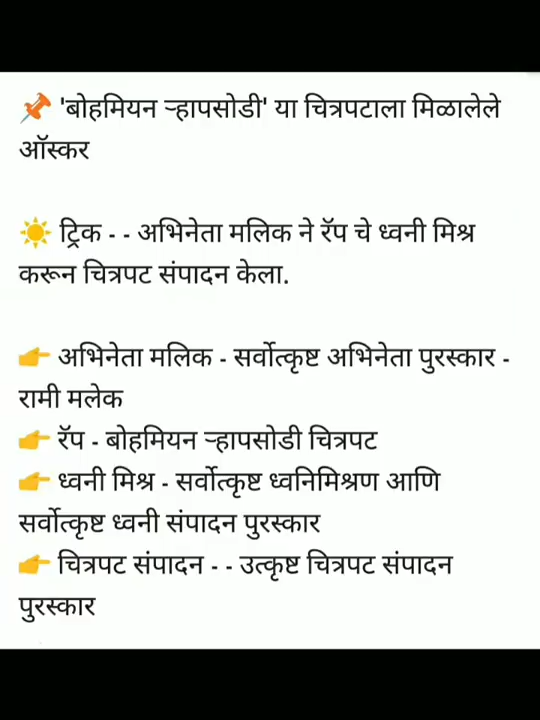 📌 'बोहमियन ऱ्हापसोडी' या चित्रपटाला मिळालेले
ऑस्कर
☀️ ट्रिक - - अभिनेता मलिक ने रॅप चे ध्वनी मिश्र
करून चित्रपट संपादन केला.
👉 अभिनेता मलिक - सर्वोत्कृष्ट अभिनेता पुरस्कार -
रामी मलेक
👉 रॅप - बोहमियन ऱ्हापसोडी चित्रपट
👉 ध्वनी मिश्र - सर्वोत्कृष्ट ध्वनिमिश्रण आणि
सर्वोत्कृष्ट ध्वनी संपादन पुरस्कार
👉 चित्रपट संपादन - - उत्कृष्ट चित्रपट संपादन
पुरस्कार